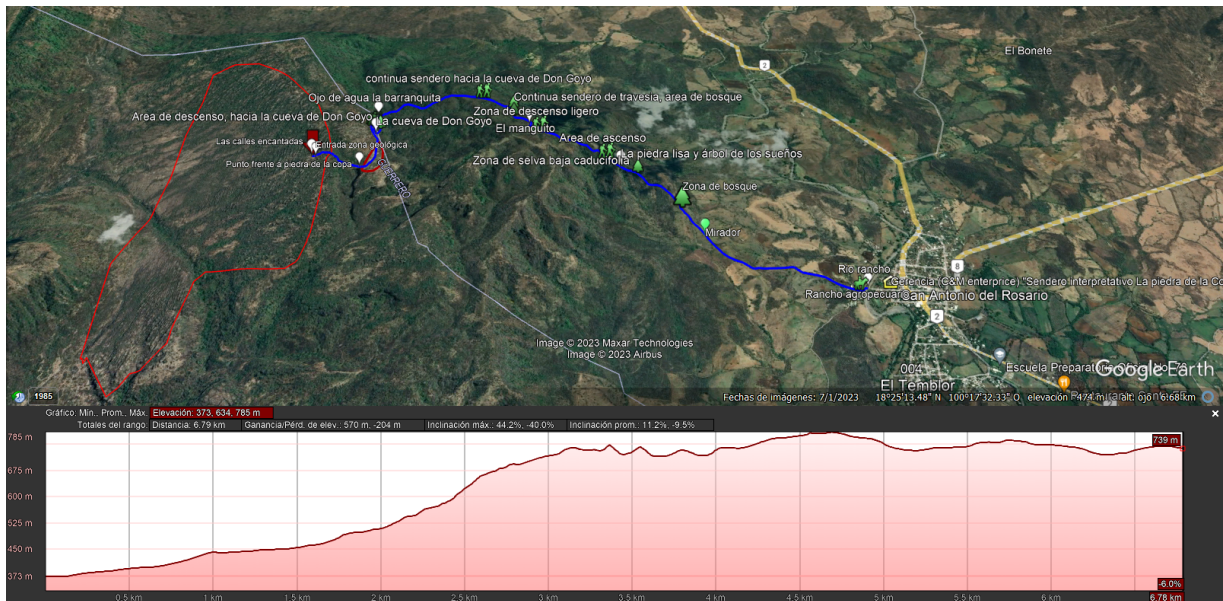 2
El Bonete
continua sendero hacia la cueva de Don Goyo
Ojo de agua la barranquita
Continua sendero de travesia, area de bosque
Area de descenso, hacia la cueva de Don Goyo
La cueva de Don Goyo
Zona de descenso ligero
El manguito
Las calles encantadas
Entrada zona geológica
Area de ascenso
Punto frente a piedra de la copa
Zona de selva baja caducifolia
La piedra lisa y árbol de los sueños
GUERRERO
Zona de bosque
Mirador
Rio rancho
8
Gerencia (C&M enterprice) "Sendero Interpretativo La piedra de la Co
Rancho agropecuar
San Antonio del Rosario
2
Image © 2023 Maxar Technologies
Image © 2023 Airbus
Escuela Preparatoria Oficial No. 79
004
El Temblor
Google Earth
1985
Fechas de imágenes: 7/1/2023 18°25'13.48" N 100°17'32.33" O elevación 474 m alt. ojo 6.68 km
Gráfico: Mín., Prom., Máx. Elevación: 373, 634, 785 m
Totales del rango: Distancia: 6.79 km Ganancia/Pérd. de elev.: 570 m, -204 m Inclinación máx.: 44.2%, -40.0% Inclinación prom.: 11.2%, -9.5%
785 m
739 m
675 m
600 m
525 m
450 m
373 m
-6.0%
0.5 km 1 km 1.5 km 2 km 2.5 km 3 km 3.5 km 4 km 4.5 km 5 km 5.5 km 6 km 6.78 km